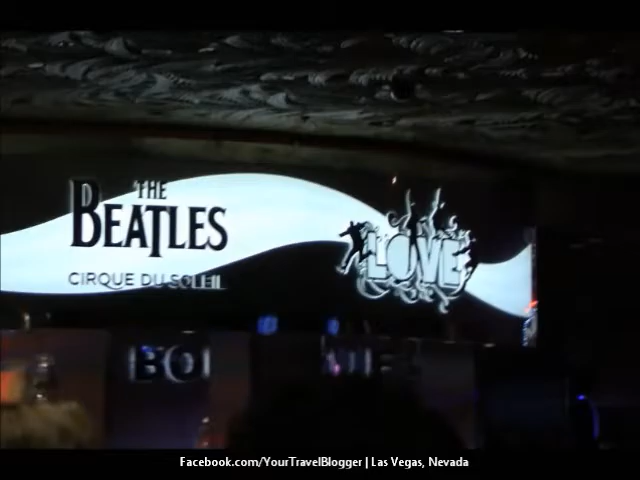 THE
BEATLES
CIRQUE DU SOLEIL
LOVE
Facebook.com/YourTravelBlogger | Las Vegas, Nevada